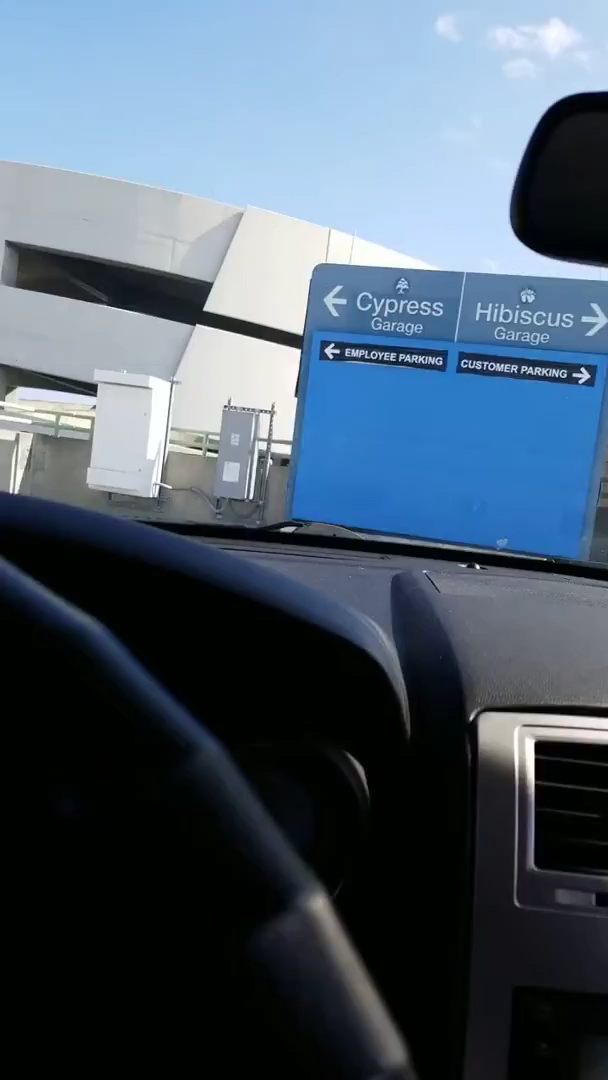 Cypress
Garage
EMPLOYEE PARKING
Hibiscus
Garage
CUSTOMER PARKING